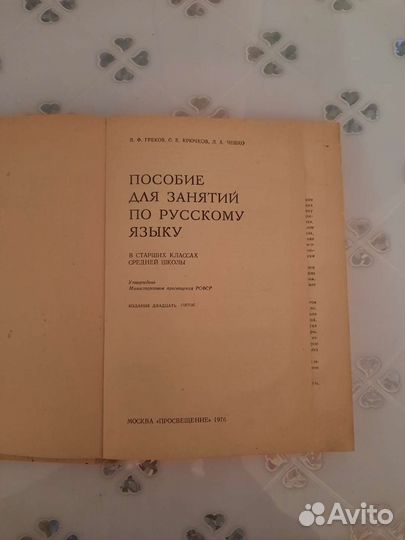 В. Ф. ГРЕКОВ, С. Е. КРЮЧКОВ, Л. А. ЧЕШКО
ПОСОБИЕ
ДЛЯ ЗАНЯТИЙ
ПО РУССКОМУ
ЯЗЫКУ
В СТАРШИХ КЛАССАХ
СРЕДНЕЙ ШКОЛЫ
Утверждено
Министерством просвещения РСФСР
ИЗДАНИЕ ДВАДЦАТЬ
МОСКВА «ПРОСВЕЩЕНИЕ» 1976
Avito